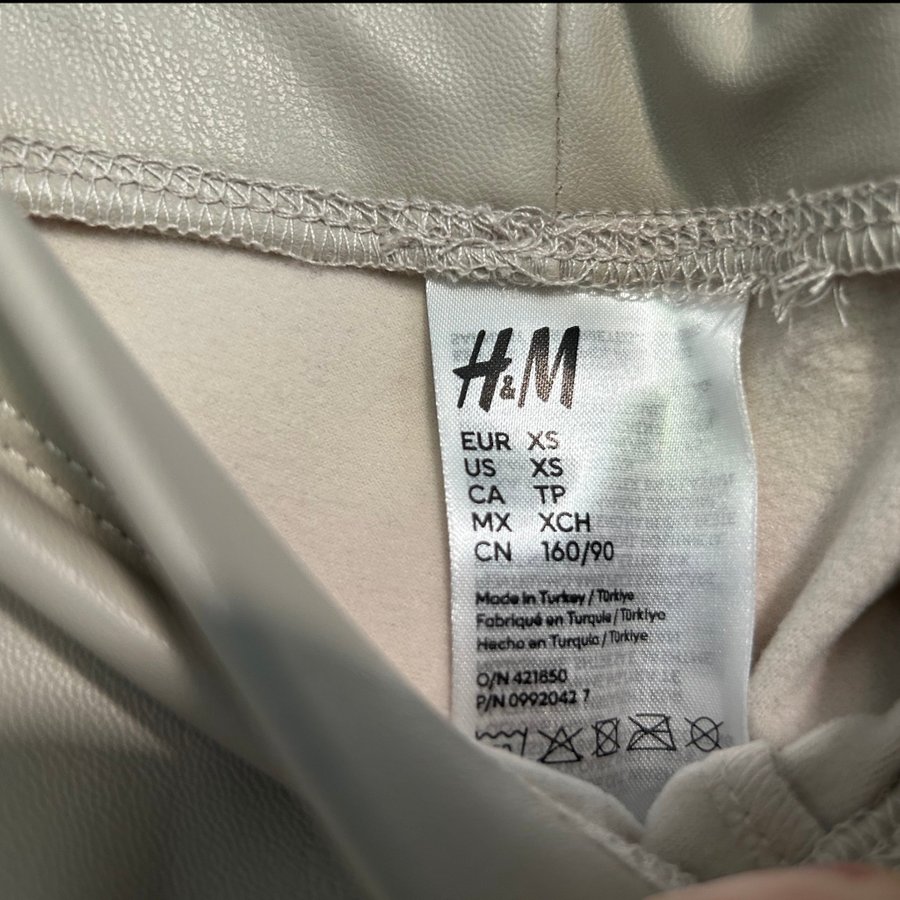 H&M
EUR XS
US XS
CA TP
MX XCH
CN 160/90
Made in Turkey / Türkiye
Fabriqué en Turquie / Türkiye
Hecho en Turquía / Türkiye
O/N 421850
P/N 0992042 7